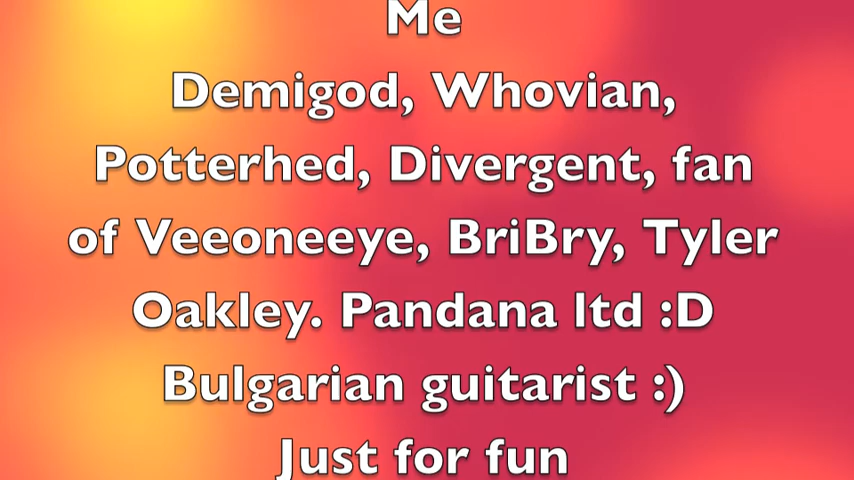 Me
Demigod, Whovian,
Potterhed, Divergent, fan
of Veeoneeye, BriBry, Tyler
Oakley. Pandana ltd :D
Bulgarian guitarist :)
Just for fun